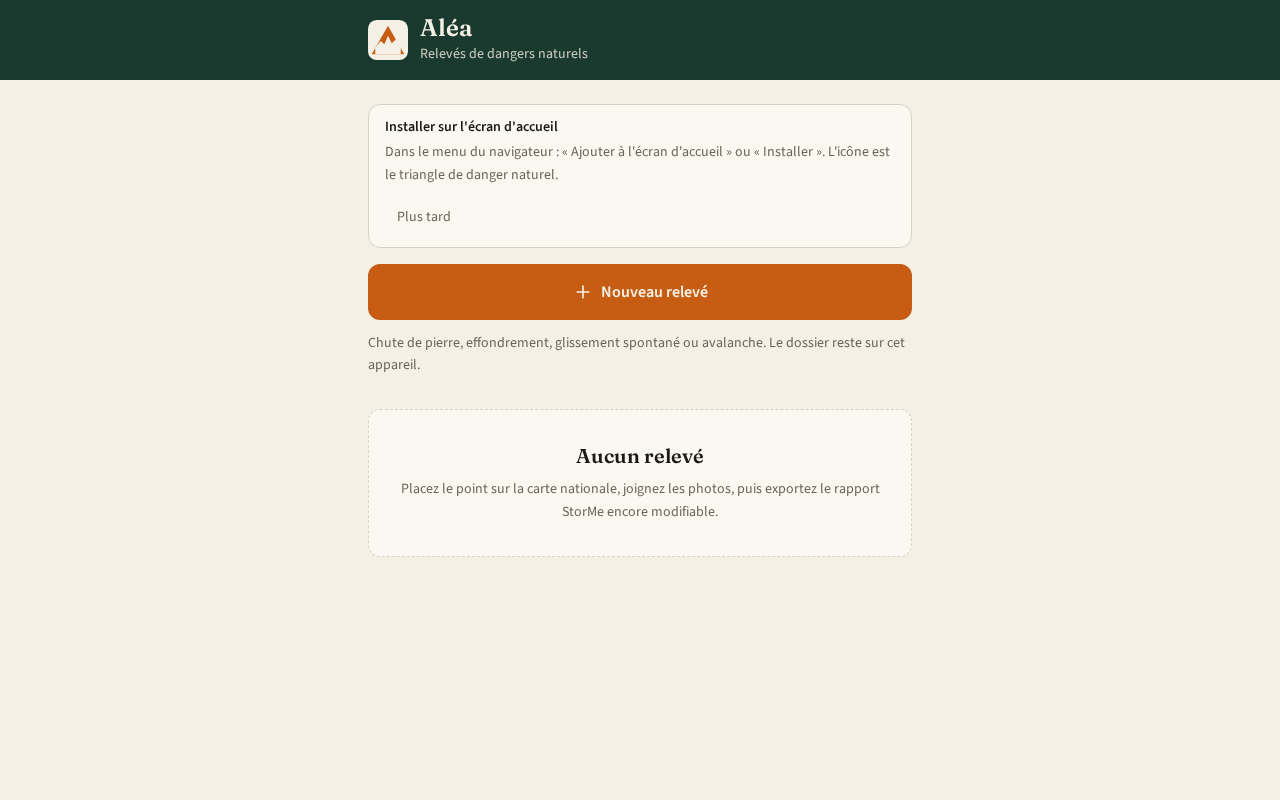 Aléa
Relevés de dangers naturels
Installer sur l'écran d'accueil
Dans le menu du navigateur : « Ajouter à l'écran d'accueil » ou « Installer ». L'icône est
le triangle de danger naturel.
Plus tard
Nouveau relevé
Chute de pierre, effondrement, glissement spontané ou avalanche. Le dossier reste sur cet
appareil.
Aucun relevé
Placez le point sur la carte nationale, joignez les photos, puis exportez le rapport
StorMe encore modifiable.